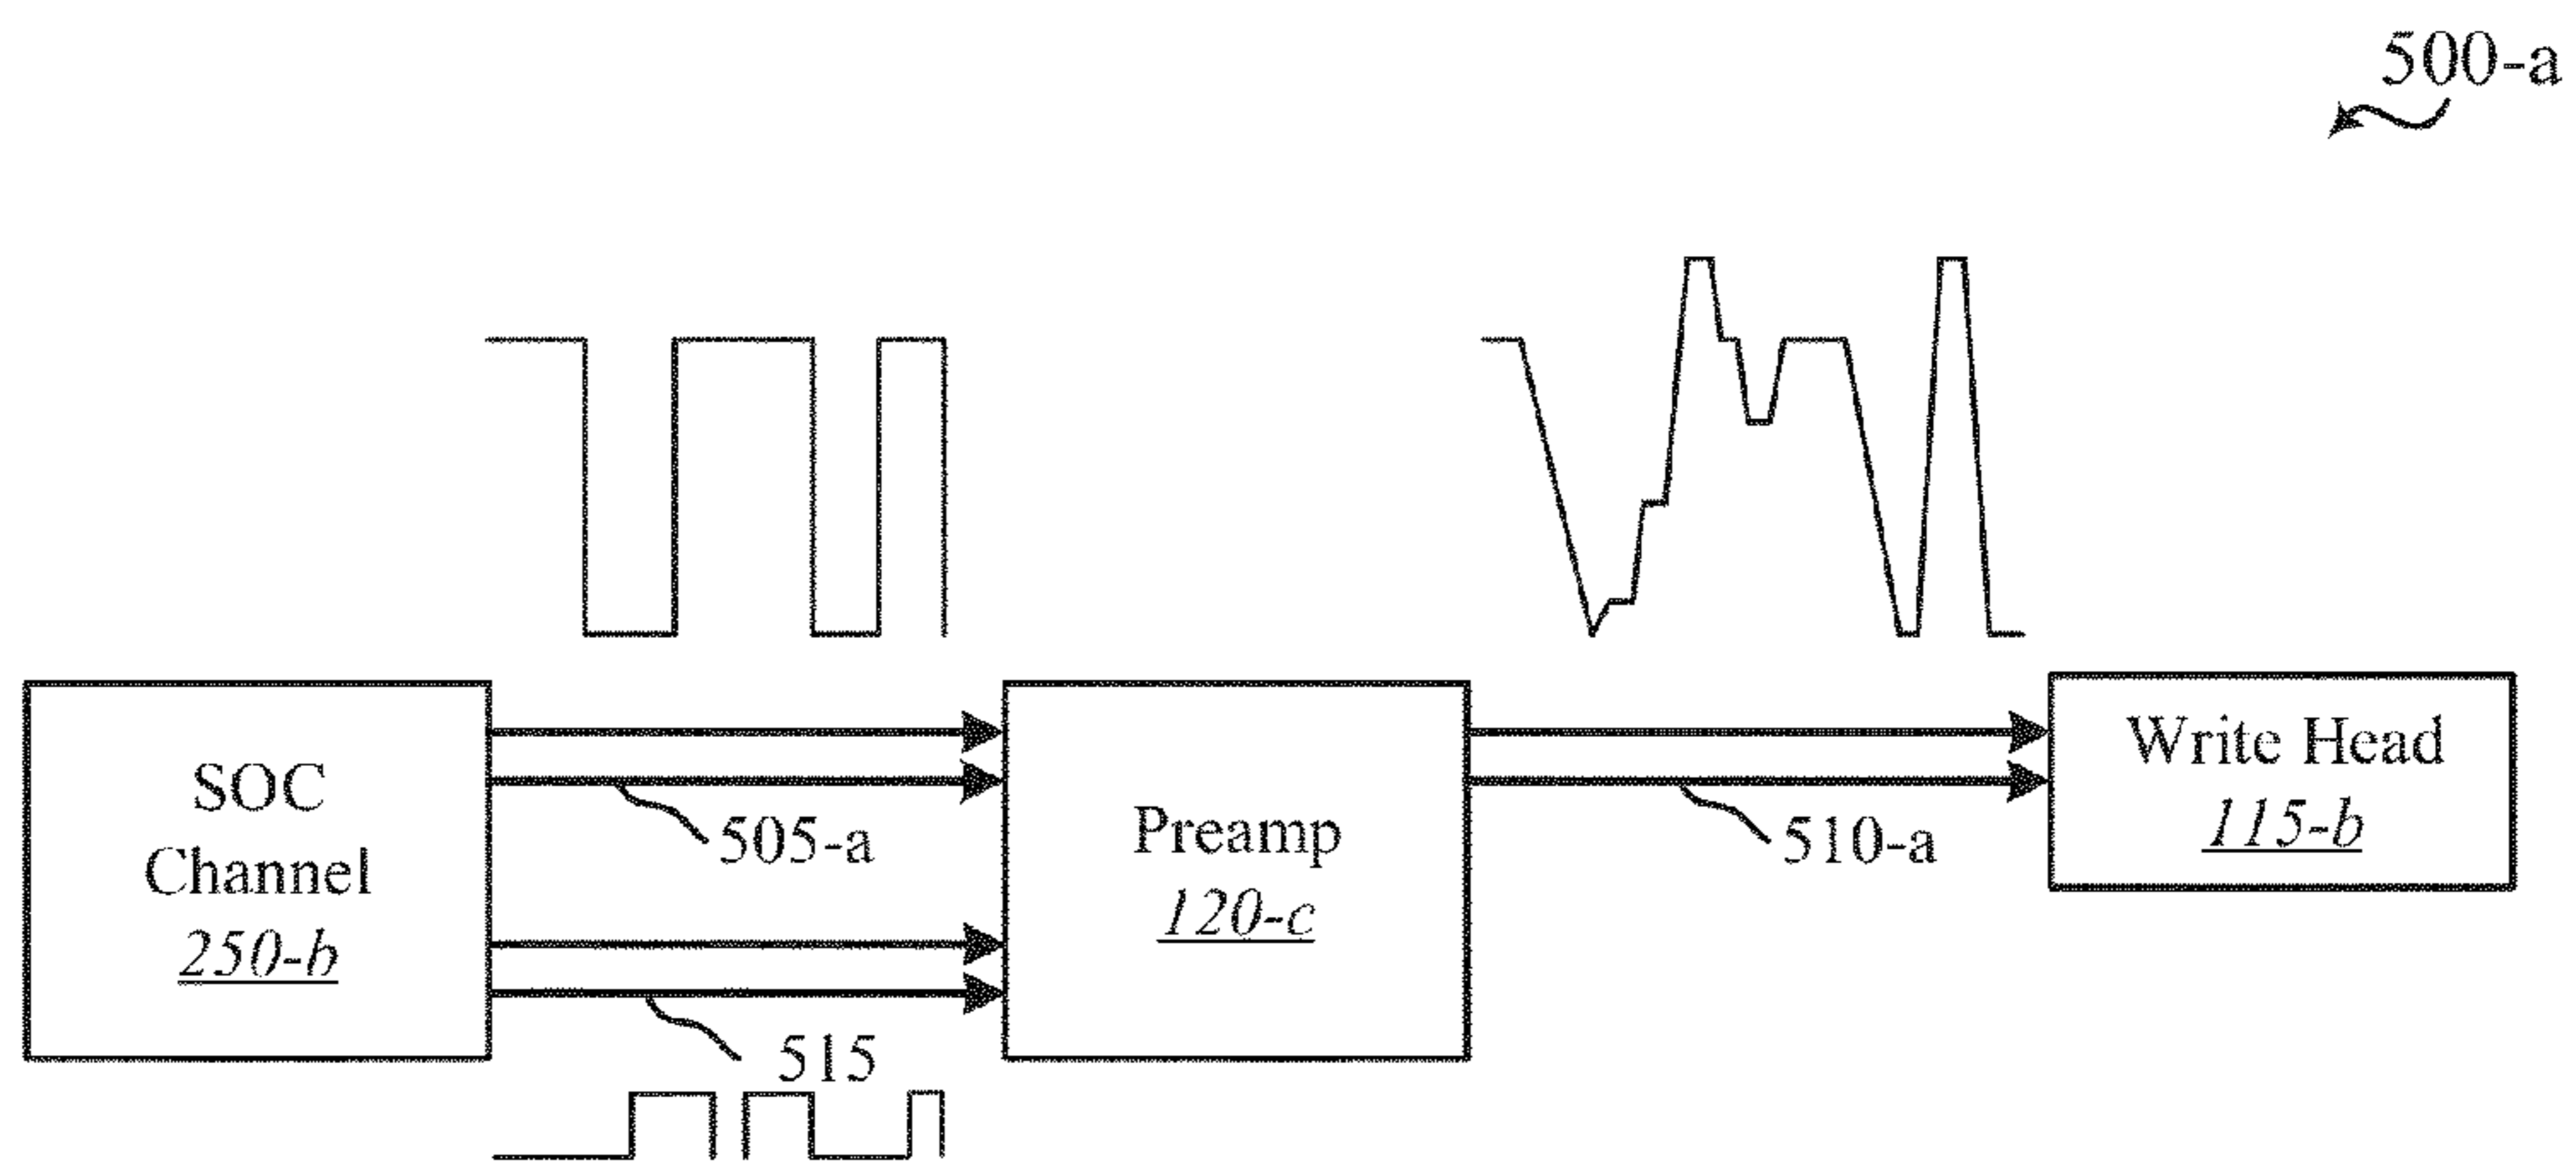 500-a
SOC
Channel
250-b
505-a
515
Preamp
120-c
510-a
Write Head
115-b